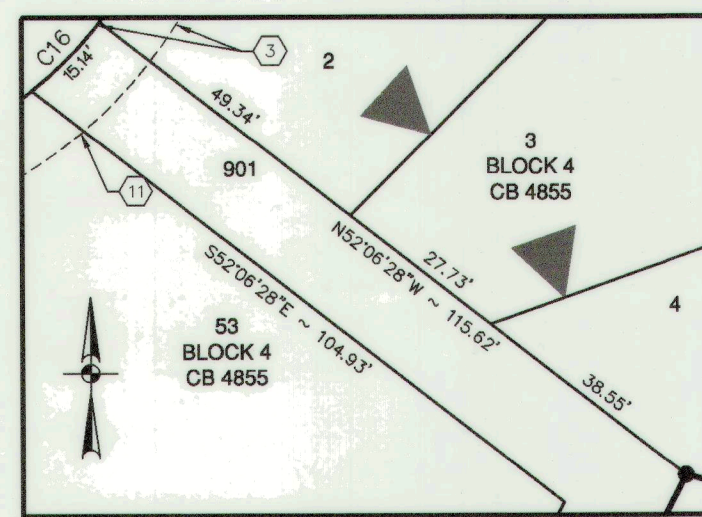 C16
15.14'
3
2
49.34'
3
BLOCK 4
CB 4855
901
11
N52°06'28"W ~ 115.62'
27.73'
S52°06'28"E ~ 104.93'
4
53
BLOCK 4
CB 4855
38.55'